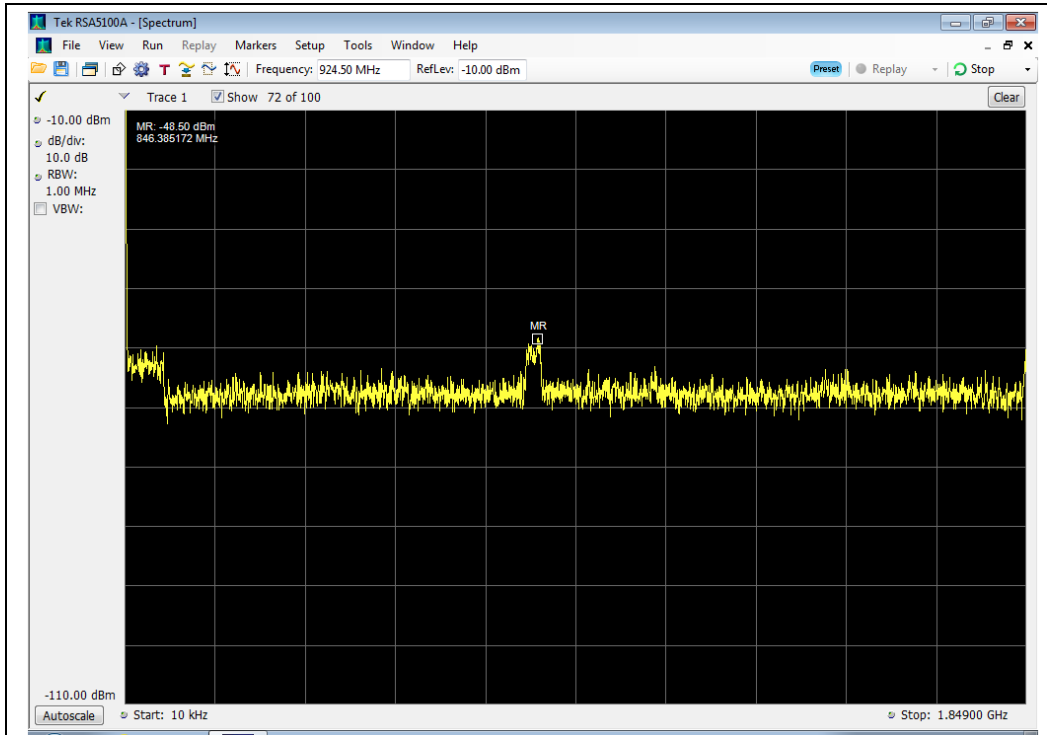 Tek RSA5100A - [Spectrum]
File View Run Replay Markers Setup Tools Window Help
T Frequency: 924.50 MHz RefLev: -10.00 dBm Preset Replay Stop
Trace 1 Show 72 of 100 Clear
-10.00 dBm
dB/div:
10.0 dB
RBW:
1.00 MHz
VBW:
MR: -48.50 dBm
846.385172 MHz
MR
-110.00 dBm
Autoscale Start: 10 kHz Stop: 1.84900 GHz